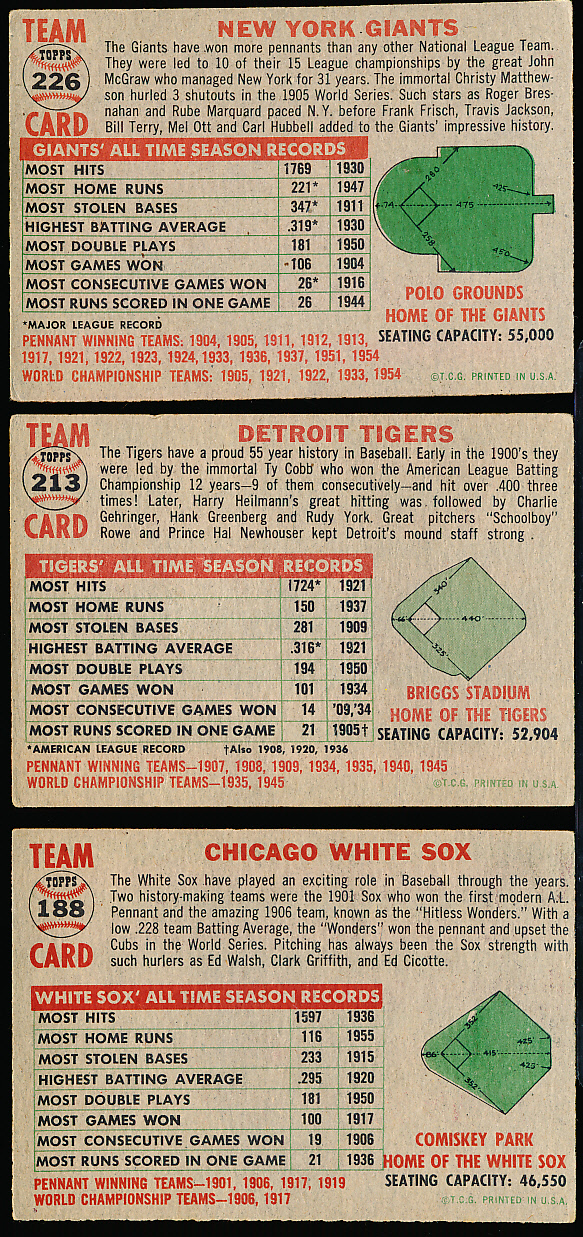 TEAM
TOPPS
226
CARD
NEW YORK GIANTS
The Giants have won more pennants than any other National League Team.
They were led to 10 of their 15 League championships by the great John
McGraw who managed New York for 31 years. The immortal Christy Matthew-
son hurled 3 shutouts in the 1905 World Series. Such stars as Roger Bres-
nahan and Rube Marquard paced N.Y. before Frank Frisch, Travis Jackson,
Bill Terry, Mel Ott and Carl Hubbell added to the Giants' impressive history.
GIANTS' ALL TIME SEASON RECORDS
MOST HITS 1769 1930
MOST HOME RUNS 221* 1947
MOST STOLEN BASES 347* 1911
HIGHEST BATTING AVERAGE .319* 1930
MOST DOUBLE PLAYS 181 1950
MOST GAMES WON 106 1904
MOST CONSECUTIVE GAMES WON 26* 1916
MOST RUNS SCORED IN ONE GAME 26 1944
*MAJOR LEAGUE RECORD
PENNANT WINNING TEAMS: 1904, 1905, 1911, 1912, 1913,
1917, 1921, 1922, 1923, 1924, 1933, 1936, 1937, 1951, 1954
WORLD CHAMPIONSHIP TEAMS: 1905, 1921, 1922, 1933, 1954
260
425
74
475
258
450
POLO GROUNDS
HOME OF THE GIANTS
SEATING CAPACITY: 55,000
©T.C.G. PRINTED IN U.S.A.
TEAM
TOPPS
213
CARD
DETROIT TIGERS
The Tigers have a proud 55 year history in Baseball. Early in the 1900's they
were led by the immortal Ty Cobb who won the American League Batting
Championship 12 years—9 of them consecutively—and hit over .400 three
times! Later, Harry Heilmann's great hitting was followed by Charlie
Gehringer, Hank Greenberg and Rudy York. Great pitchers "Schoolboy"
Rowe and Prince Hal Newhouser kept Detroit's mound staff strong.
TIGERS' ALL TIME SEASON RECORDS
MOST HITS 1724* 1921
MOST HOME RUNS 150 1937
MOST STOLEN BASES 281 1909
HIGHEST BATTING AVERAGE .316* 1921
MOST DOUBLE PLAYS 194 1950
MOST GAMES WON 101 1934
MOST CONSECUTIVE GAMES WON 14 '09,'34
MOST RUNS SCORED IN ONE GAME 21 1905†
*AMERICAN LEAGUE RECORD †Also 1908, 1920, 1936
PENNANT WINNING TEAMS—1907, 1908, 1909, 1934, 1935, 1940, 1945
WORLD CHAMPIONSHIP TEAMS—1935, 1945
340'
440'
325'
BRIGGS STADIUM
HOME OF THE TIGERS
SEATING CAPACITY: 52,904
©T.C.G. PRINTED IN U.S.A.
TEAM
TOPPS
188
CARD
CHICAGO WHITE SOX
The White Sox have played an exciting role in Baseball through the years.
Two history-making teams were the 1901 Sox who won the first modern A.L.
Pennant and the amazing 1906 team, known as the "Hitless Wonders." With a
low .228 team Batting Average, the "Wonders" won the pennant and upset the
Cubs in the World Series. Pitching has always been the Sox strength with
such hurlers as Ed Walsh, Clark Griffith, and Ed Cicotte.
WHITE SOX' ALL TIME SEASON RECORDS
MOST HITS 1597 1936
MOST HOME RUNS 116 1955
MOST STOLEN BASES 233 1915
HIGHEST BATTING AVERAGE .295 1920
MOST DOUBLE PLAYS 181 1950
MOST GAMES WON 100 1917
MOST CONSECUTIVE GAMES WON 19 1906
MOST RUNS SCORED IN ONE GAME 21 1936
PENNANT WINNING TEAMS—1901, 1906, 1917, 1919
WORLD CHAMPIONSHIP TEAMS—1906, 1917
352'
425'
86'
415'
425'
352'
COMISKEY PARK
HOME OF THE WHITE SOX
SEATING CAPACITY: 46,550
©T.C.G. PRINTED IN U.S.A.